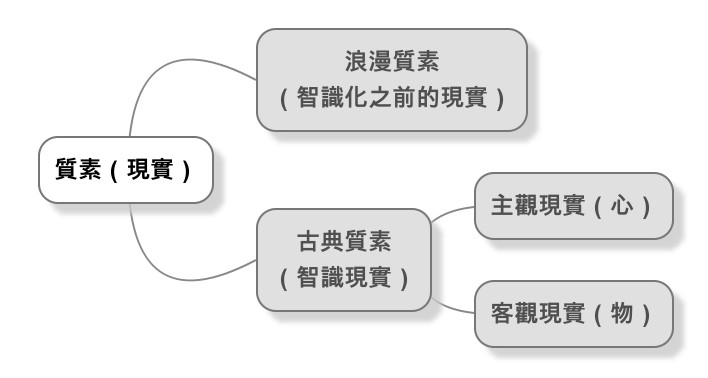 浪漫質素
( 智識化之前的現實 )
質素 ( 現實 )
古典質素
( 智識現實 )
主觀現實 ( 心 )
客觀現實 ( 物 )